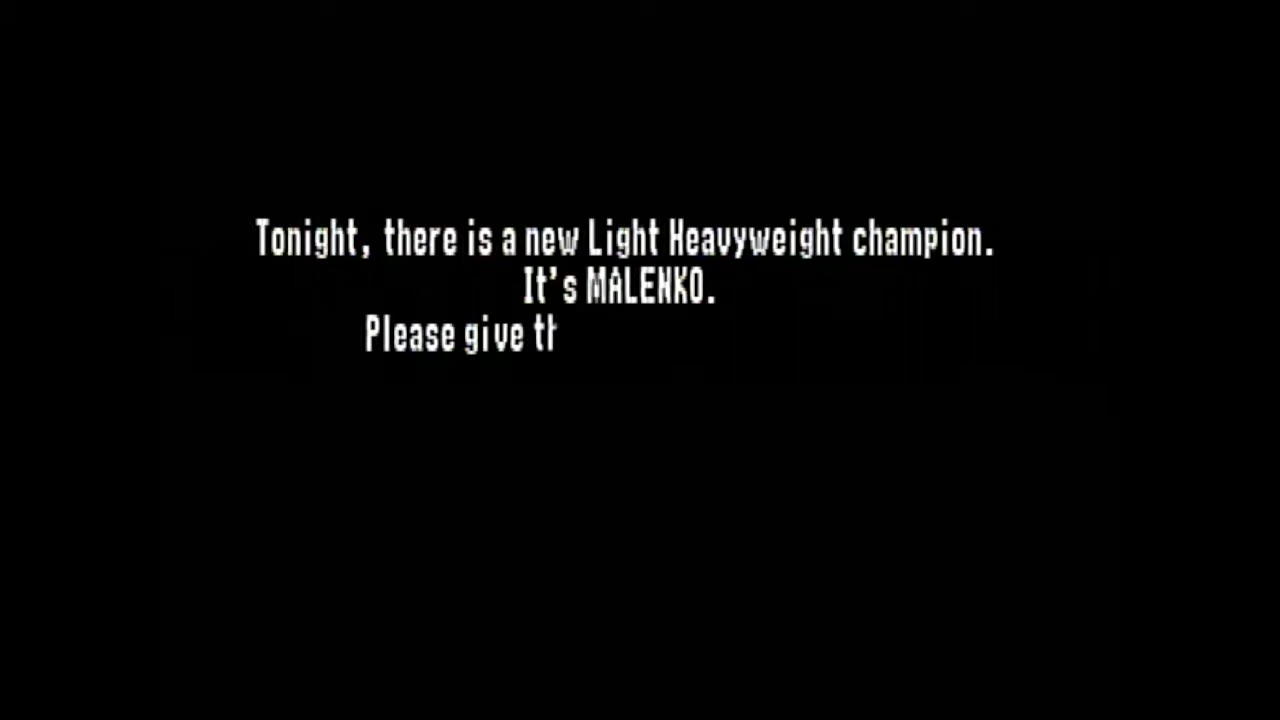 Tonight, there is a new Light Heavyweight champion.
It's MALENKO.
Please give th